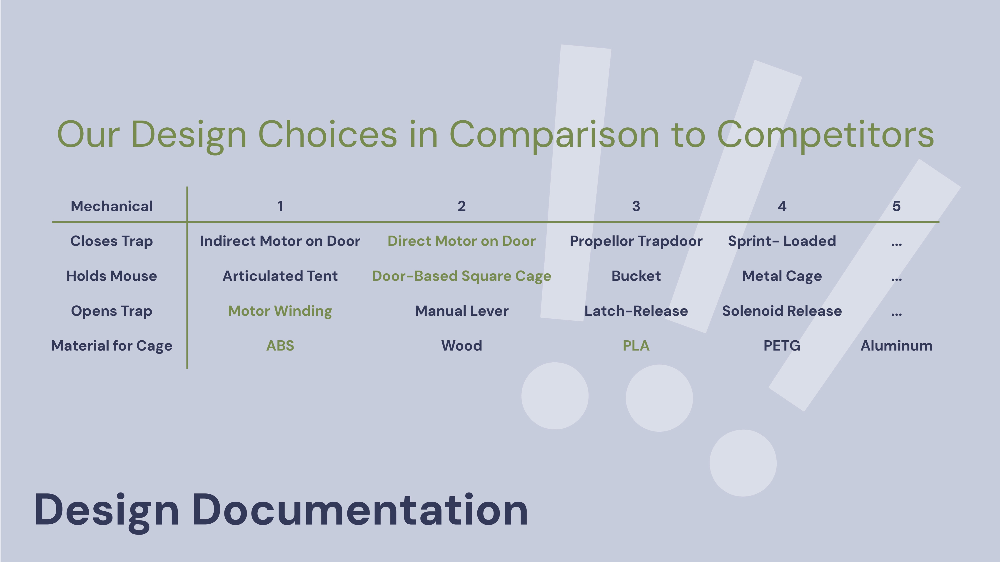 Our Design Choices in Comparison to Competitors
Mechanical 1 2 3 4 5
Closes Trap Indirect Motor on Door Direct Motor on Door Propellor Trapdoor Sprint- Loaded ...
Holds Mouse Articulated Tent Door-Based Square Cage Bucket Metal Cage ...
Opens Trap Motor Winding Manual Lever Latch-Release Solenoid Release ...
Material for Cage ABS Wood PLA PETG Aluminum
Design Documentation